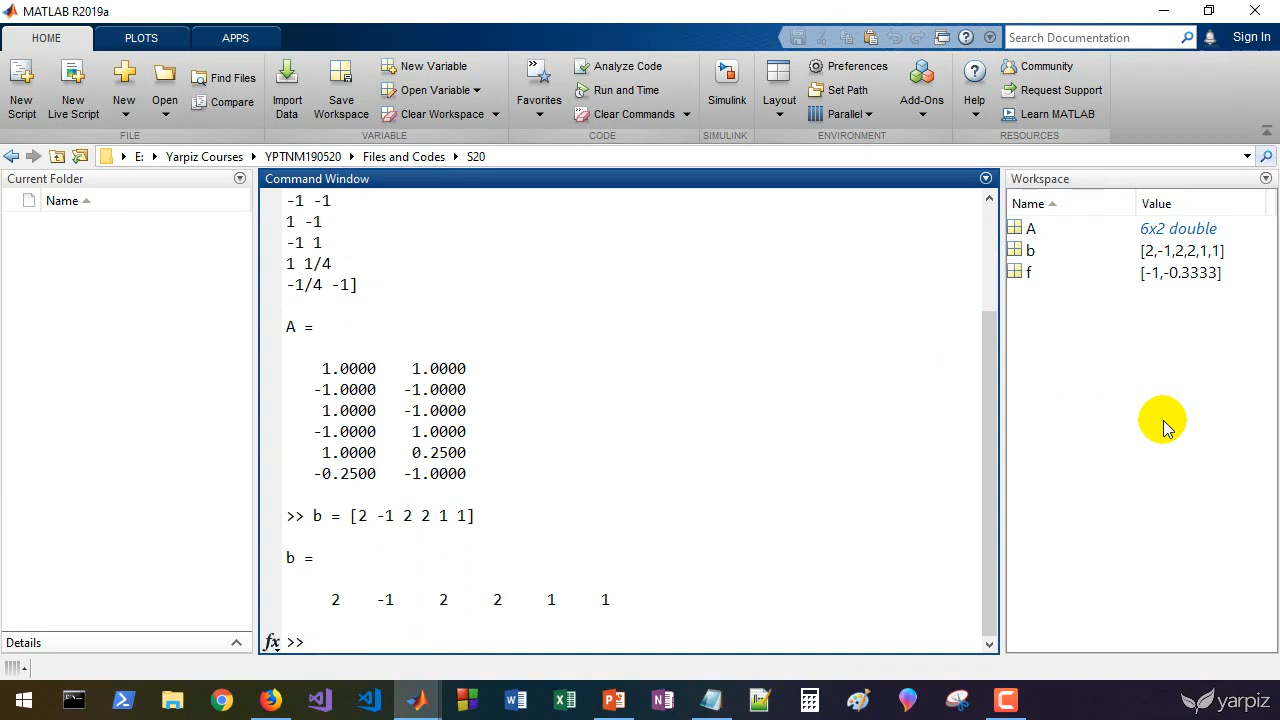 MATLAB R2019a
HOME PLOTS APPS
Search Documentation Sign In
New Script
New Live Script
New
Open
Find Files
Compare
FILE
Import Data
Save Workspace
New Variable
Open Variable
Clear Workspace
VARIABLE
Favorites
Analyze Code
Run and Time
Clear Commands
CODE
Simulink
SIMULINK
Layout
Preferences
Set Path
Parallel
Add-Ons
ENVIRONMENT
Help
Community
Request Support
Learn MATLAB
RESOURCES
E: Yarpiz Courses YPTNM190520 Files and Codes S20
Current Folder
Name
Details
Command Window
-1 -1
1 -1
-1 1
1 1/4
-1/4 -1]
A =
1.0000 1.0000
-1.0000 -1.0000
1.0000 -1.0000
-1.0000 1.0000
1.0000 0.2500
-0.2500 -1.0000
>> b = [2 -1 2 2 1 1]
b =
2 -1 2 2 1 1
fx >>
Workspace
Name Value
A 6x2 double
b [2,-1,2,2,1,1]
f [-1,-0.3333]
yarpiz